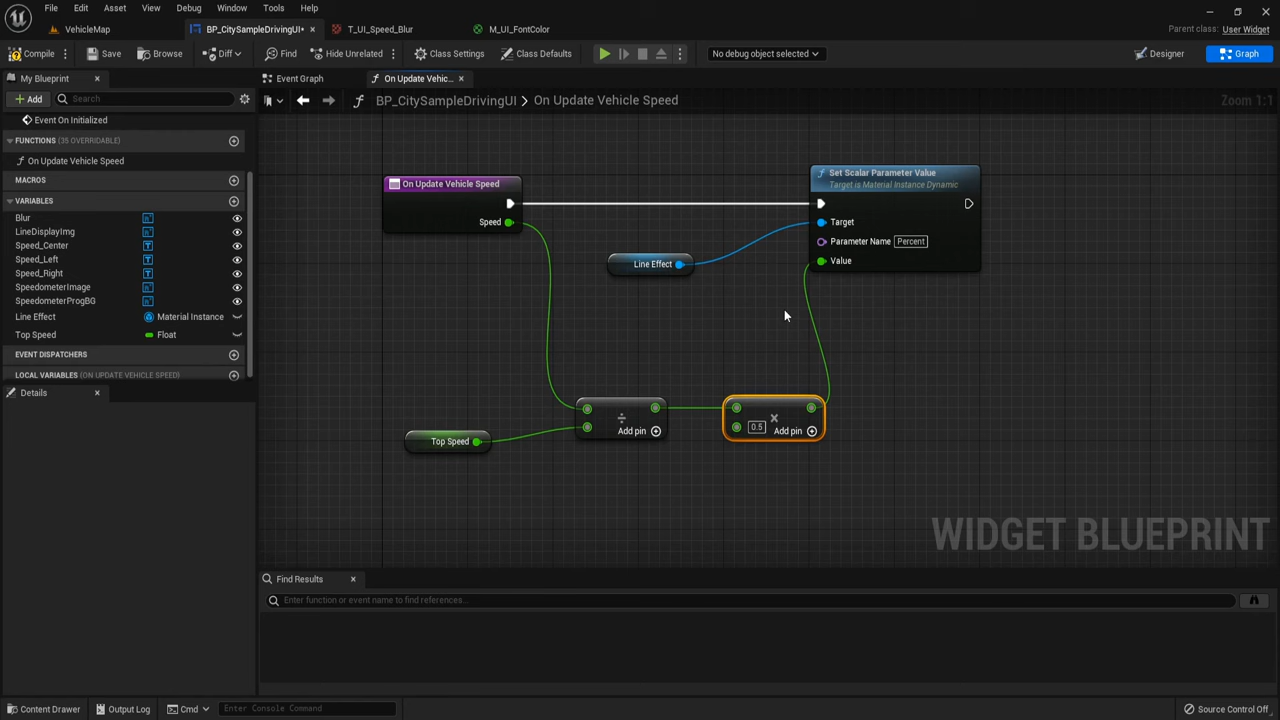 File Edit Asset View Debug Window Tools Help
VehicleMap
BP_CitySampleDrivingUI•
T_UI_Speed_Blur
M_UI_FontColor
Parent class: User Widget
Compile
Save
Browse
Diff
Find
Hide Unrelated
Class Settings
Class Defaults
No debug object selected
Designer
Graph
My Blueprint
Event Graph
On Update Vehic...
Add
Search
BP_CitySampleDrivingUI > On Update Vehicle Speed
Zoom 1:1
Event On Initialized
FUNCTIONS (35 OVERRIDABLE)
On Update Vehicle Speed
MACROS
VARIABLES
Blur
LineDisplayImg
Speed_Center
Speed_Left
Speed_Right
SpeedometerImage
SpeedometerProgBG
Line Effect Material Instance
Top Speed Float
EVENT DISPATCHERS
LOCAL VARIABLES (ON UPDATE VEHICLE SPEED)
Details
On Update Vehicle Speed
Speed
Line Effect
Set Scalar Parameter Value
Target is Material Instance Dynamic
Target
Parameter Name Percent
Value
Top Speed
÷
Add pin
×
0.5
Add pin
WIDGET BLUEPRINT
Find Results
Enter function or event name to find references...
Content Drawer
Output Log
Cmd
Enter Console Command
Source Control Off